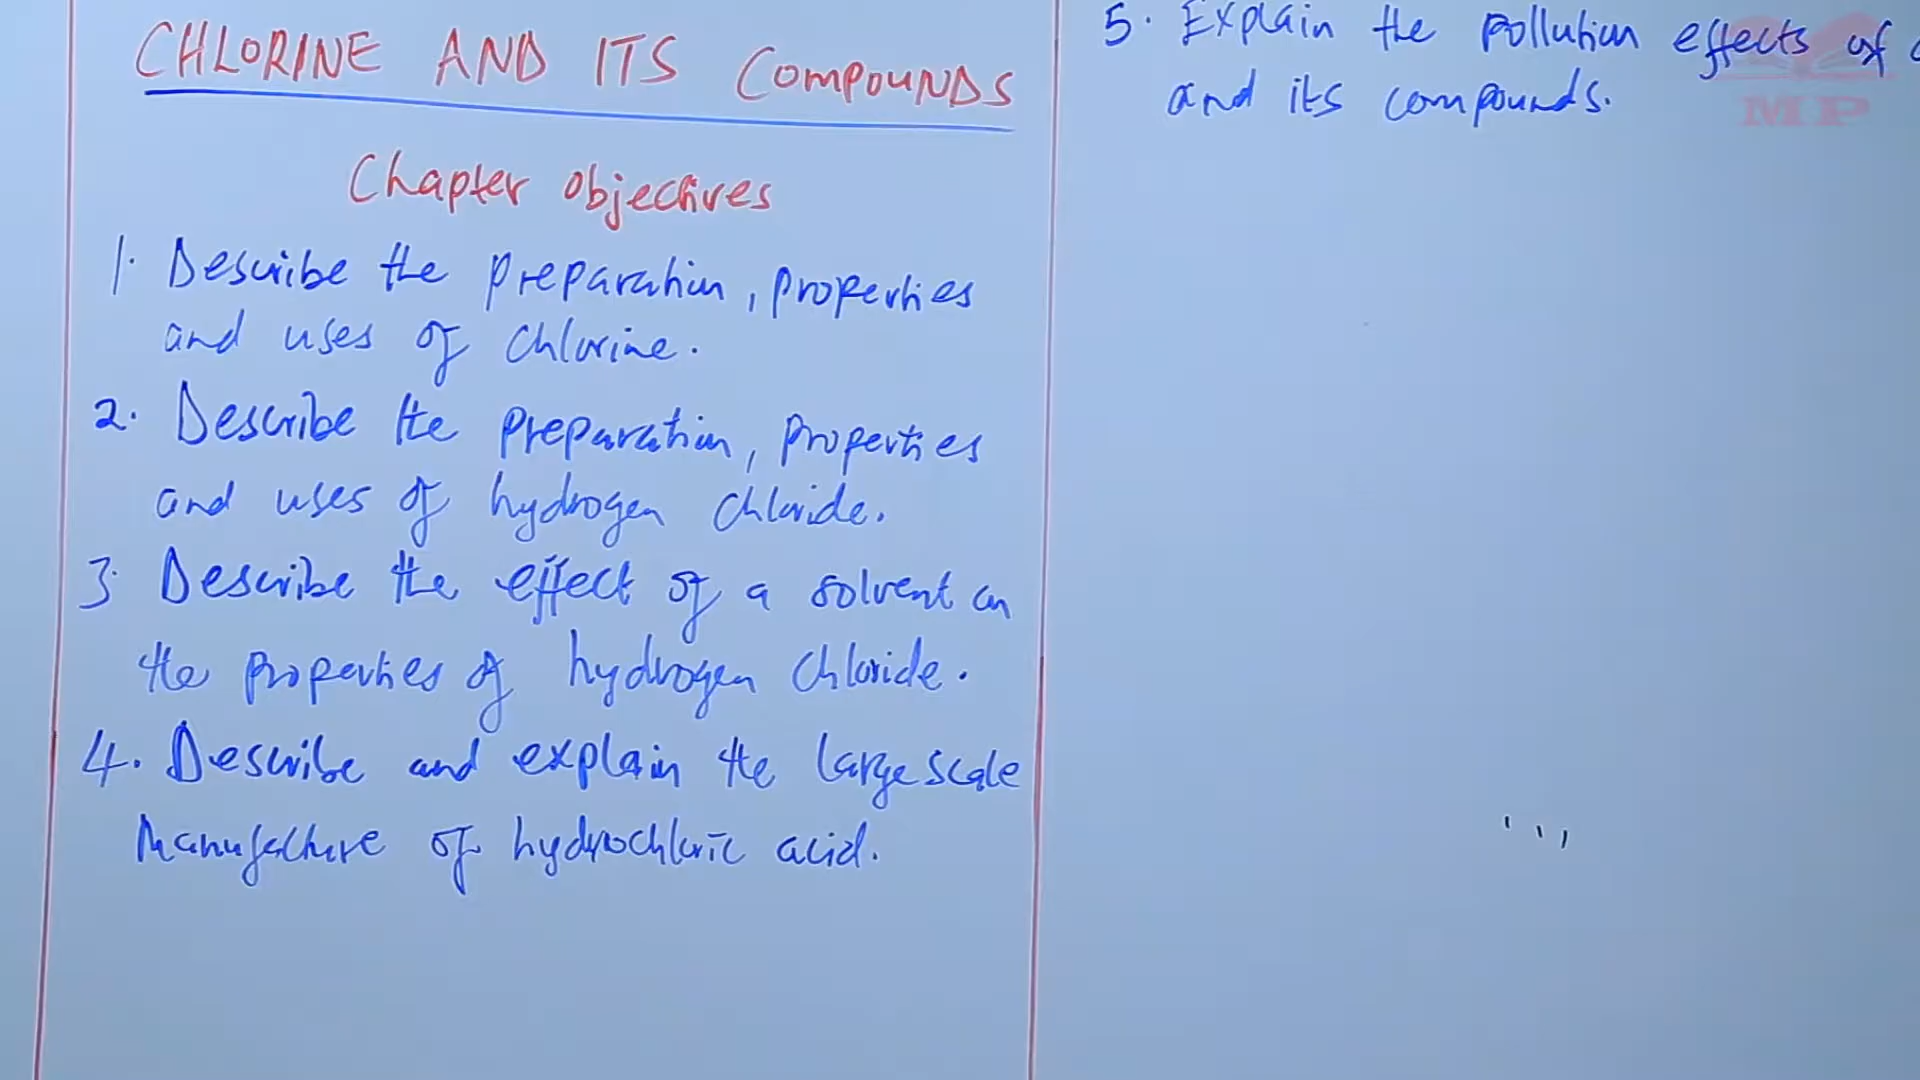 CHLORINE AND ITS COMPOUNDS
Chapter objectives
1. Describe the preparation, properties
and uses of chlorine.
2. Describe the preparation, properties
and uses of hydrogen chloride.
3. Describe the effect of a solvent on
the properties of hydrogen chloride.
4. Describe and explain the large scale
manufacture of hydrochloric acid.
5. Explain the pollution effects of
and its compounds.
MP